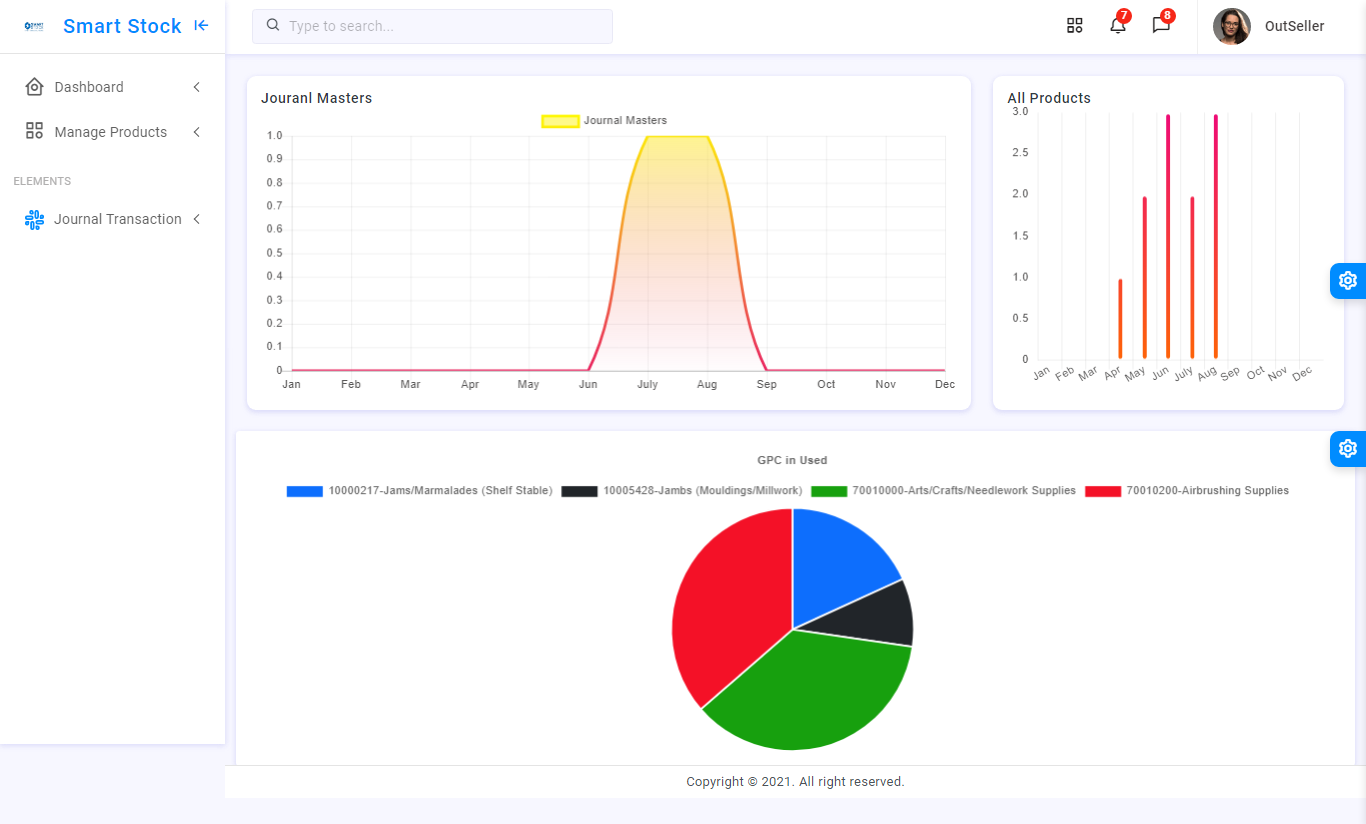 Smart Stock
Type to search...
7
8
OutSeller
Dashboard
Manage Products
ELEMENTS
Journal Transaction
Jouranl Masters
Journal Masters
1.0
0.9
0.8
0.7
0.6
0.5
0.4
0.3
0.2
0.1
0
Jan Feb Mar Apr May Jun July Aug Sep Oct Nov Dec
All Products
3.0
2.5
2.0
1.5
1.0
0.5
0
Jan Feb Mar Apr May Jun July Aug Sep Oct Nov Dec
GPC in Used
10000217-Jams/Marmalades (Shelf Stable) 10005428-Jambs (Mouldings/Millwork) 70010000-Arts/Crafts/Needlework Supplies 70010200-Airbrushing Supplies
Copyright © 2021. All right reserved.